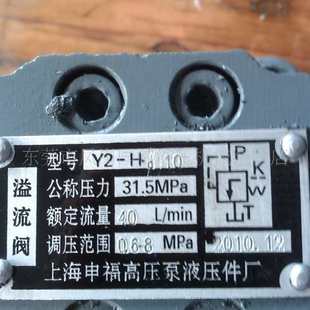 溢流阀
型号 Y2-H 10
P
K
W
T
公称压力 31.5MPa
额定流量 40 L/min
调压范围 0.6-8 MPa 2010.12
上海申福高压泵液压件厂